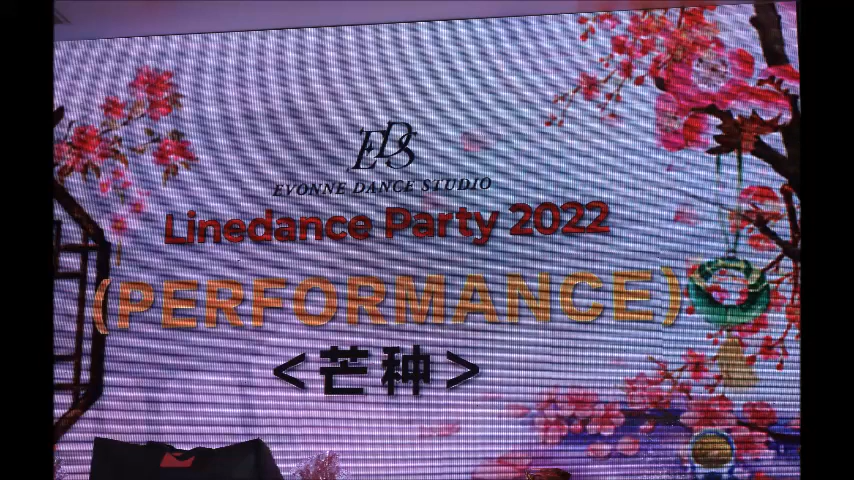 EDS
EVONNE DANCE STUDIO
Linedance Party 2022
(PERFORMANCE)
<芒种>